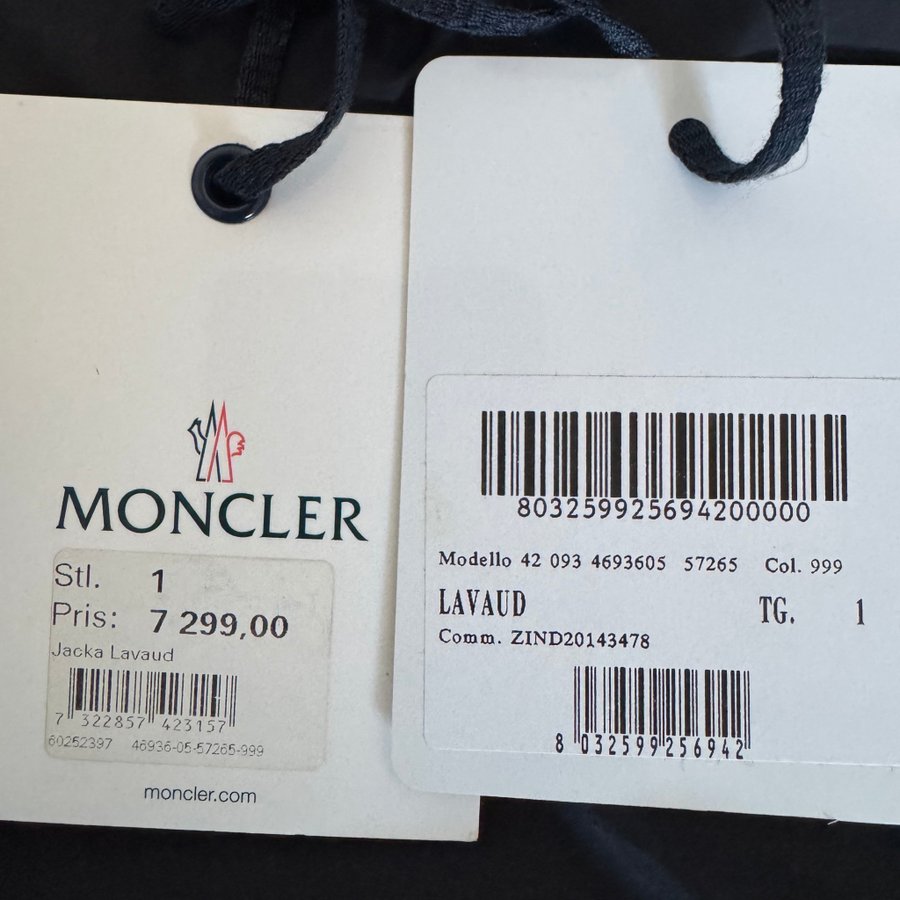 MONCLER
Stl. 1
Pris: 7 299,00
Jacka Lavaud
7 322857 423157
60252397 46936-05-57265-999
moncler.com
803259925694200000
Modello 42 093 4693605 57265 Col. 999
LAVAUD TG. 1
Comm. ZIND20143478
8 032599 256942